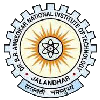 DR. B.R. AMBEDKAR NATIONAL INSTITUTE OF TECHNOLOGY
JALANDHAR